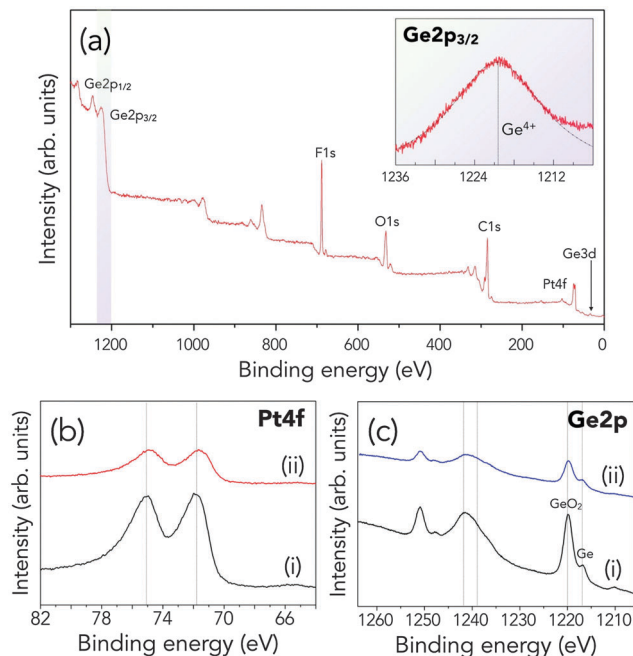 (a)
Ge2p1/2
Ge2p3/2
F1s
O1s
C1s
Pt4f
Ge3d
Intensity (arb. units)
1200 1000 800 600 400 200 0
Binding energy (eV)
Ge2p3/2
Ge4+
1236 1224 1212
(b) Pt4f
(ii)
(i)
Intensity (arb. units)
82 78 74 70 66
Binding energy (eV)
(c) Ge2p
(ii)
GeO2
Ge
(i)
Intensity (arb. units)
1260 1250 1240 1230 1220 1210
Binding energy (eV)